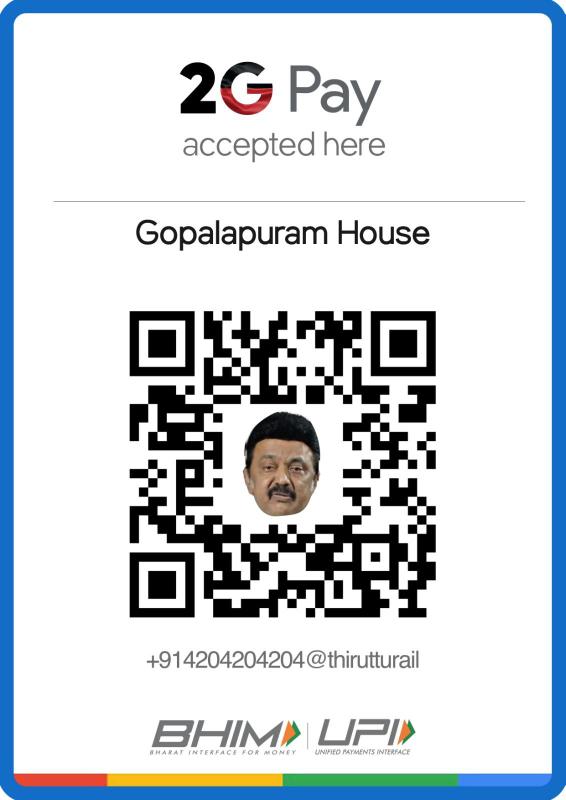 2G Pay
accepted here
Gopalapuram House
+914204204204@thirutturail
BHIM UPI
BHARAT INTERFACE FOR MONEY UNIFIED PAYMENTS INTERFACE